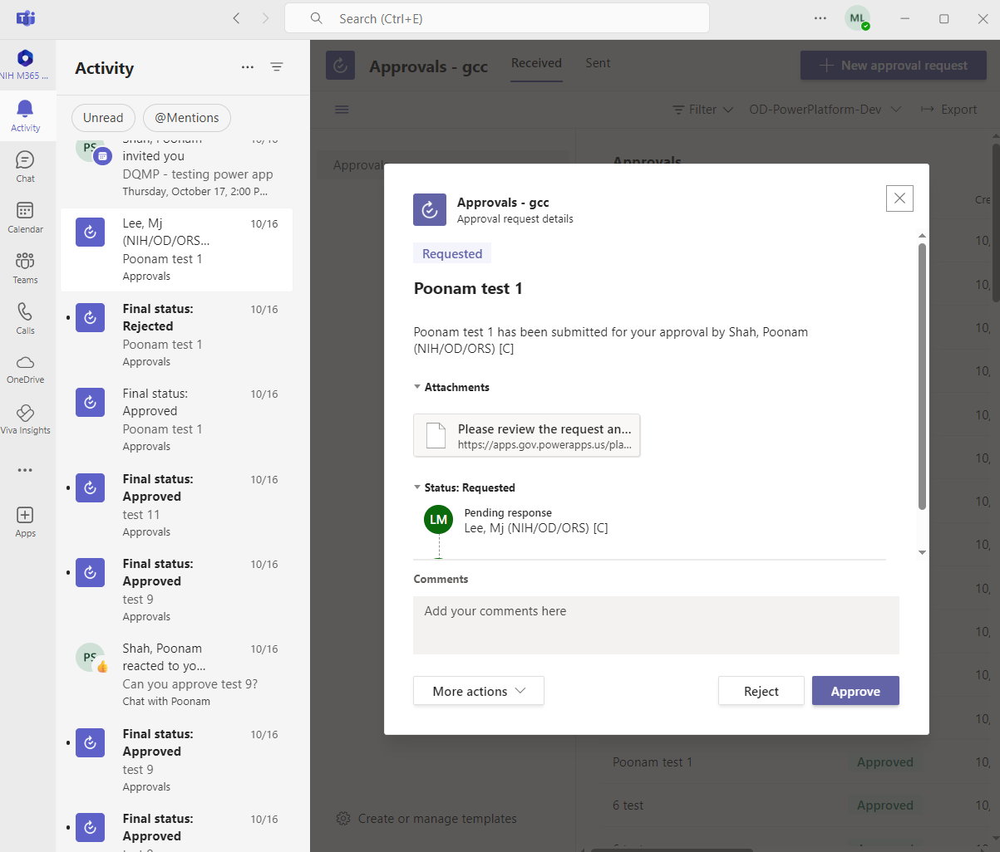 Search (Ctrl+E)
ML
NIH M365 ...
Activity
Chat
Calendar
Teams
Calls
OneDrive
Viva Insights
Apps
Activity
Unread
@Mentions
PS
Shah, Poonam
10/16
invited you
DQMP - testing power app
Thursday, October 17, 2:00 P...
Lee, Mj
10/16
(NIH/OD/ORS...
Poonam test 1
Approvals
Final status:
10/16
Rejected
Poonam test 1
Approvals
Final status:
10/16
Approved
Poonam test 1
Approvals
Final status:
10/16
Approved
test 11
Approvals
Final status:
10/16
Approved
test 9
Approvals
PS
Shah, Poonam
10/16
reacted to yo...
Can you approve test 9?
Chat with Poonam
Final status:
10/16
Approved
test 9
Approvals
Final status:
10/16
Approved
Approvals - gcc
Received
Sent
New approval request
Filter
OD-PowerPlatform-Dev
Export
Approval
Approvals
Cre
10,
10,
10,
10,
10,
10,
10,
10,
10,
10,
10,
10,
Poonam test 1
Approved
10,
6 test
Approved
10,
Create or manage templates
Approvals - gcc
Approval request details
Requested
Poonam test 1
Poonam test 1 has been submitted for your approval by Shah, Poonam
(NIH/OD/ORS) [C]
Attachments
Please review the request an...
https://apps.gov.powerapps.us/pla...
Status: Requested
LM
Pending response
Lee, Mj (NIH/OD/ORS) [C]
Comments
Add your comments here
More actions
Reject
Approve